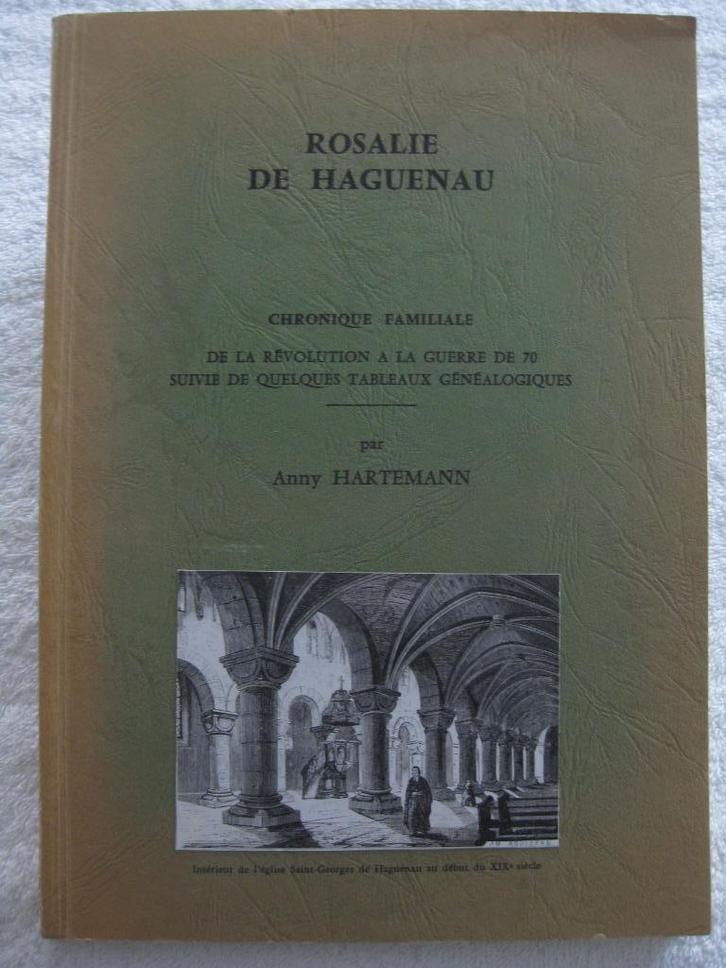 ROSALIE
DE HAGUENAU
CHRONIQUE FAMILIALE
DE LA RÉVOLUTION A LA GUERRE DE 70
SUIVIE DE QUELQUES TABLEAUX GÉNÉALOGIQUES
par
Anny HARTEMANN
Intérieur de l'église Saint-Georges de Haguenau au début du XIXe siècle